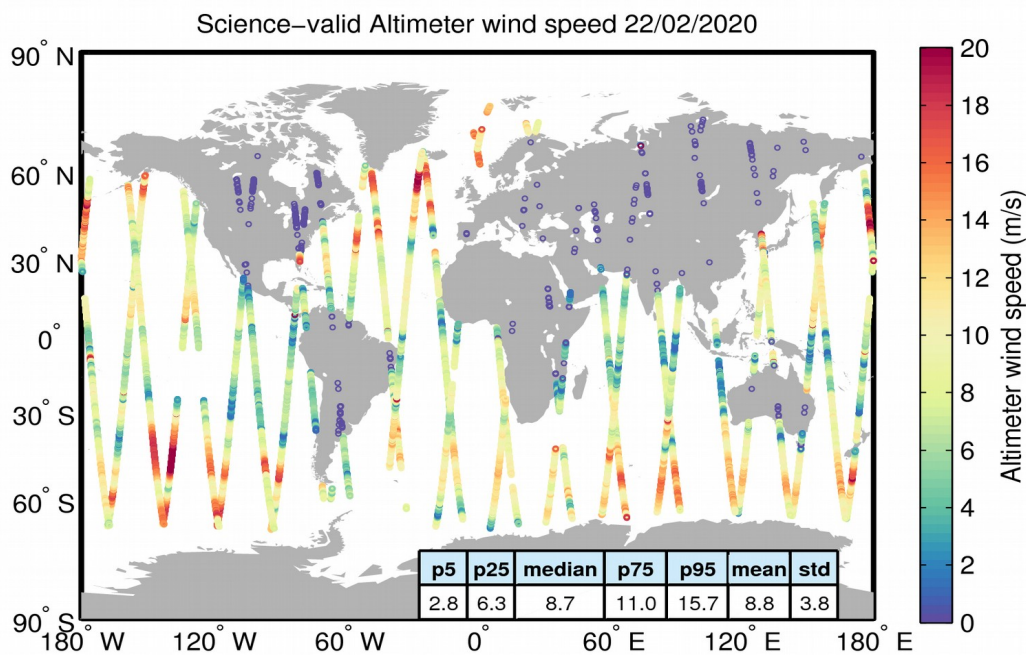 Science−valid Altimeter wind speed 22/02/2020
90° N
60° N
30° N
0°
30° S
60° S
90° S
180° W
120° W
60° W
0°
60° E
120° E
180° E
p5 p25 median p75 p95 mean std
2.8 6.3 8.7 11.0 15.7 8.8 3.8
20
18
16
14
12
10
8
6
4
2
0
Altimeter wind speed (m/s)